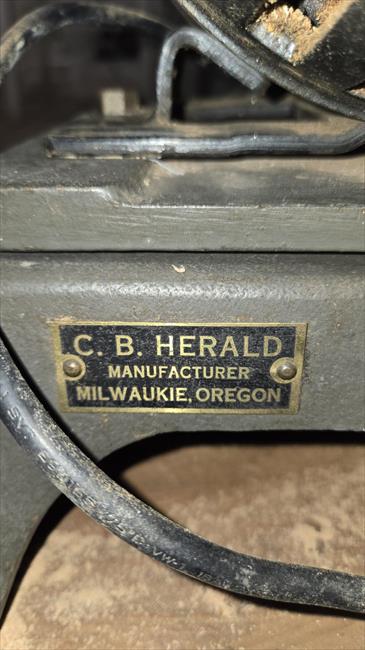 C. B. HERALD
MANUFACTURER
MILWAUKIE, OREGON